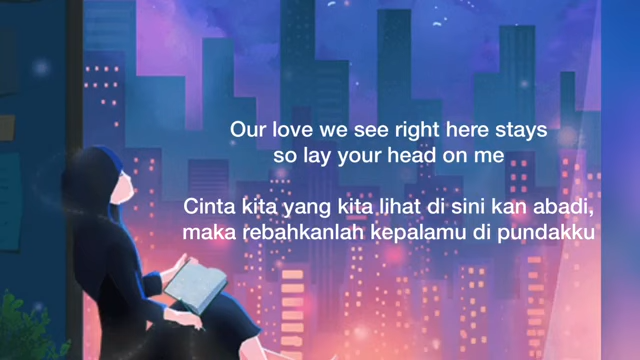 Our love we see right here stays
so lay your head on me
Cinta kita yang kita lihat di sini kan abadi,
maka rebahkanlah kepalamu di pundakku